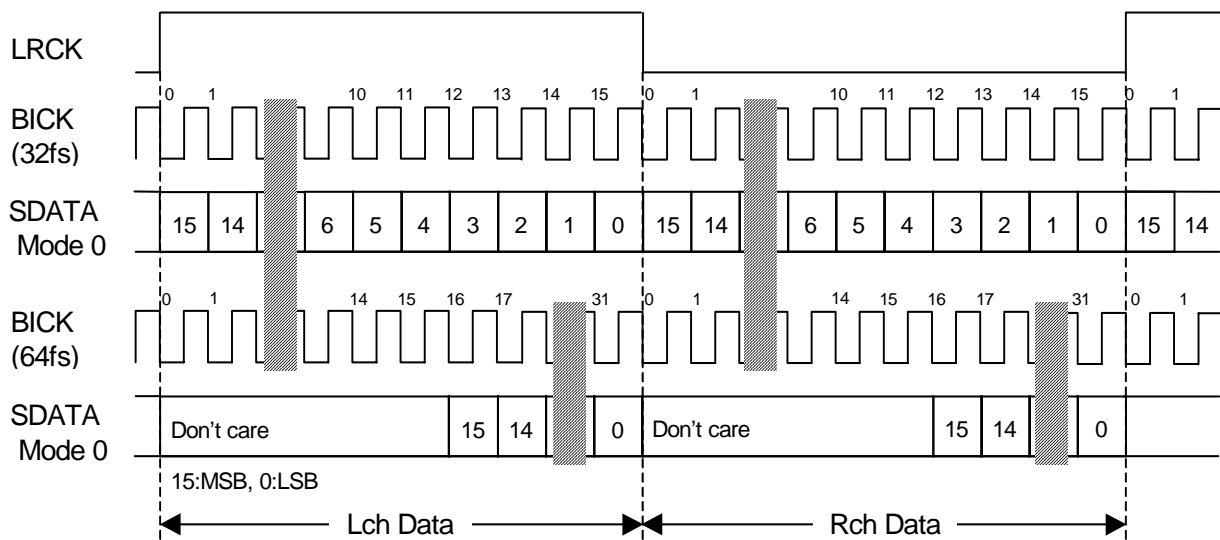 LRCK
0 1 10 11 12 13 14 15 0 1 10 11 12 13 14 15 0 1
BICK
(32fs)
SDATA
Mode 0
15 14 6 5 4 3 2 1 0 15 14 6 5 4 3 2 1 0 15 14
0 1 14 15 16 17 31 0 1 14 15 16 17 31 0 1
BICK
(64fs)
SDATA
Mode 0
Don't care 15 14 0 Don't care 15 14 0
15:MSB, 0:LSB
Lch Data Rch Data